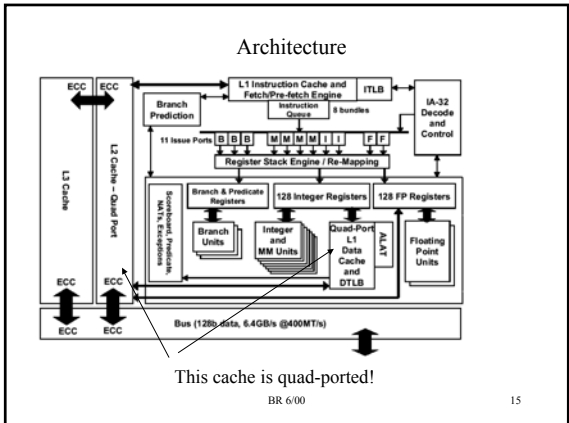 Architecture
ECC
ECC
L1 Instruction Cache and
Fetch/Pre-fetch Engine
ITLB
Branch
Prediction
Instruction
Queue
8 bundles
IA-32
Decode
and
Control
11 Issue Ports
B B B M M M M I I F F
Register Stack Engine / Re-Mapping
L3 Cache
L2 Cache – Quad Port
Scoreboard, Predicate,
NATs, Exceptions
Branch & Predicate
Registers
128 Integer Registers
128 FP Registers
Branch
Units
Integer
and
MM Units
Quad-Port
L1
Data
Cache
and
DTLB
ALAT
Floating
Point
Units
ECC
ECC
ECC
ECC
Bus (128b data, 6.4GB/s @400MT/s)
This cache is quad-ported!
BR 6/00
15